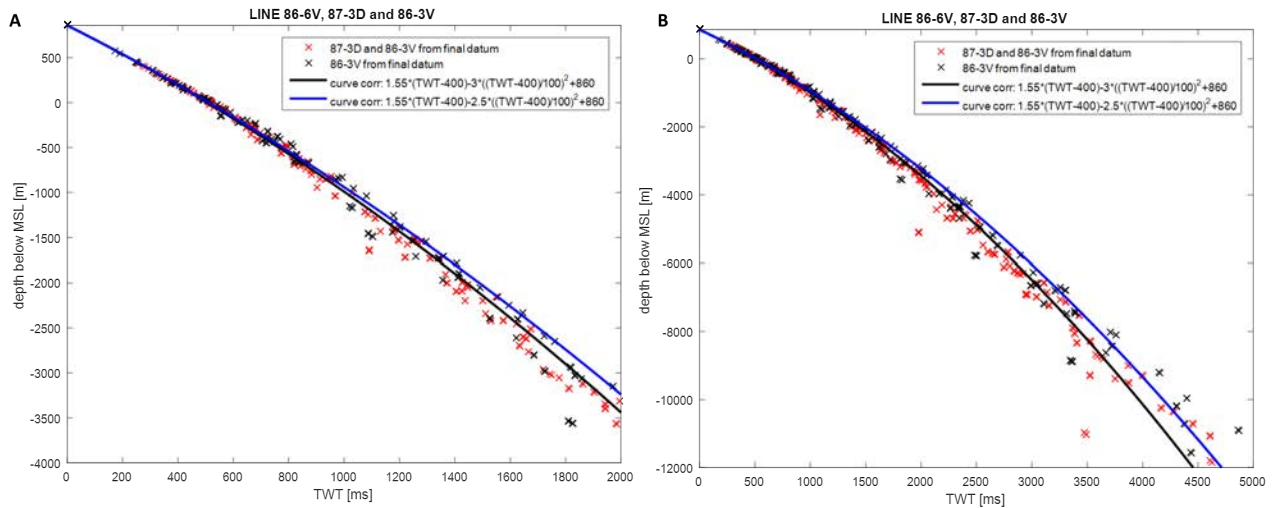 A
LINE 86-6V, 87-3D and 86-3V
87-3D and 86-3V from final datum
86-3V from final datum
curve corr: 1.55*(TWT-400)-3*((TWT-400)/100)²+860
curve corr: 1.55*(TWT-400)-2.5*((TWT-400)/100)²+860
depth below MSL [m]
500
0
-500
-1000
-1500
-2000
-2500
-3000
-3500
-4000
0 200 400 600 800 1000 1200 1400 1600 1800 2000
TWT [ms]
B
LINE 86-6V, 87-3D and 86-3V
87-3D and 86-3V from final datum
86-3V from final datum
curve corr: 1.55*(TWT-400)-3*((TWT-400)/100)²+860
curve corr: 1.55*(TWT-400)-2.5*((TWT-400)/100)²+860
depth below MSL [m]
0
-2000
-4000
-6000
-8000
-10000
-12000
0 500 1000 1500 2000 2500 3000 3500 4000 4500 5000
TWT [ms]